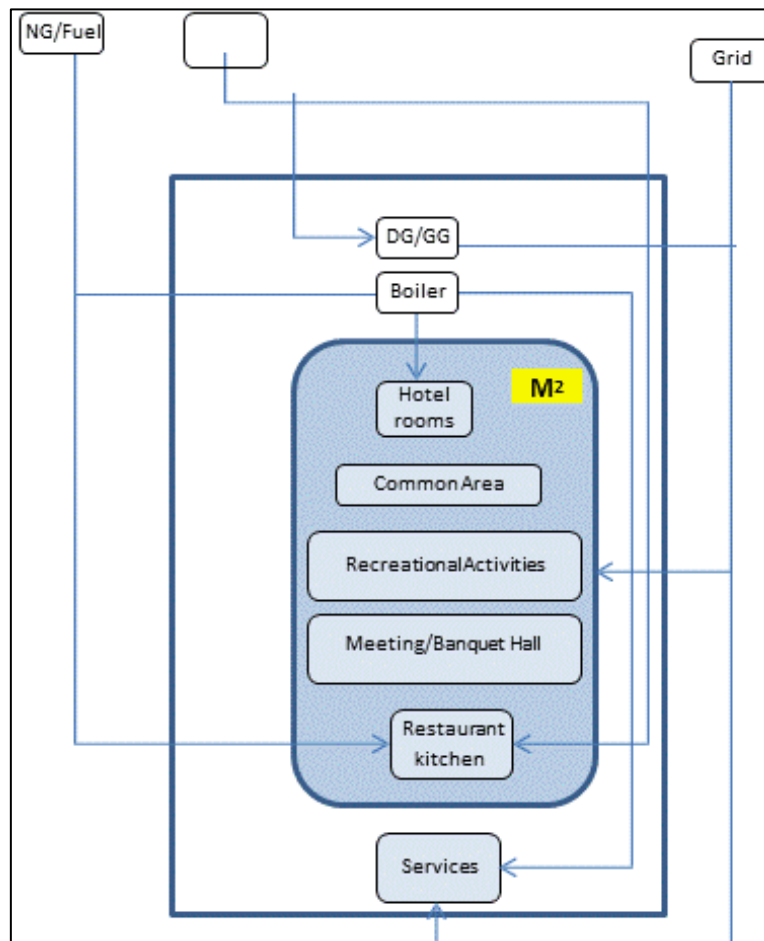 NG/Fuel
Grid
DG/GG
Boiler
M2
Hotel
rooms
Common Area
RecreationalActivities
Meeting/Banquet Hall
Restaurant
kitchen
Services